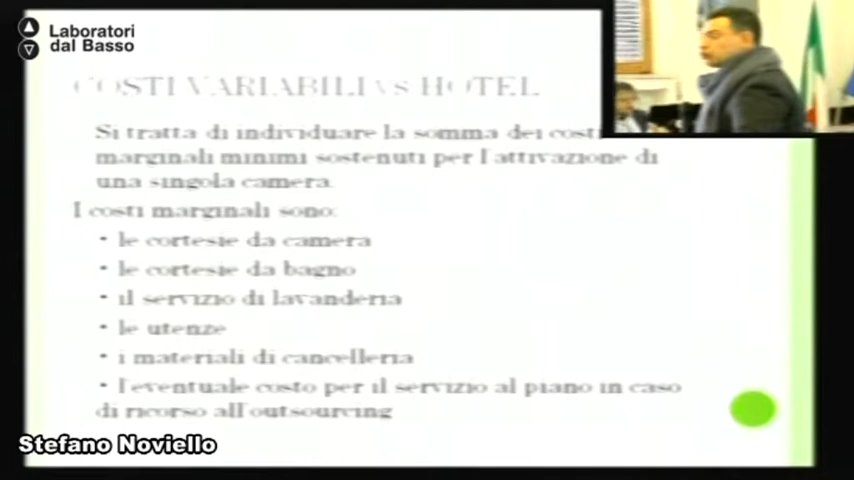 Laboratori
dal Basso
COSTI VARIABILI vs HOTEL
Si tratta di individuare la somma dei costi
marginali minimi sostenuti per l'attivazione di
una singola camera.
I costi marginali sono:
• le cortesie da camera
• le cortesie da bagno
• il servizio di lavanderia
• le utenze
• i materiali di cancelleria
• l'eventuale costo per il servizio al piano in caso
di ricorso all'outsourcing
Stefano Noviello